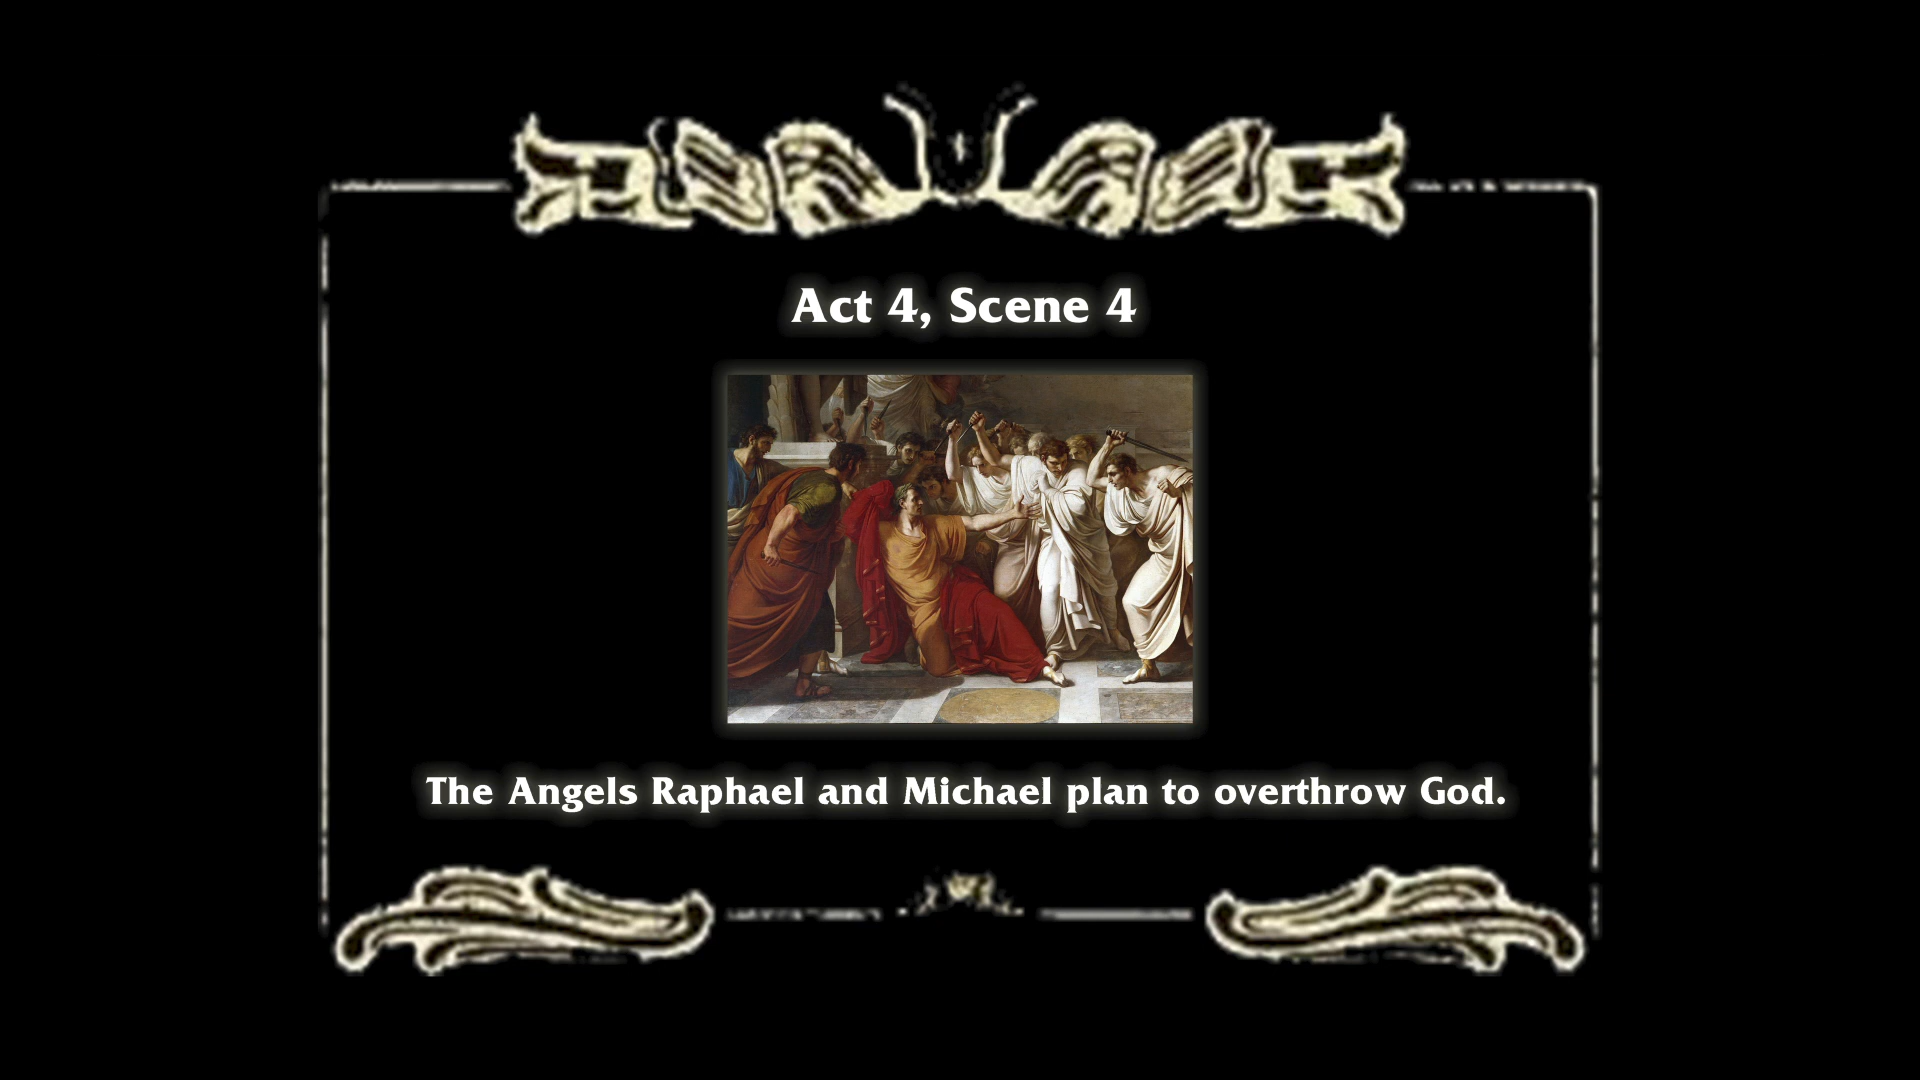 Act 4, Scene 4
The Angels Raphael and Michael plan to overthrow God.